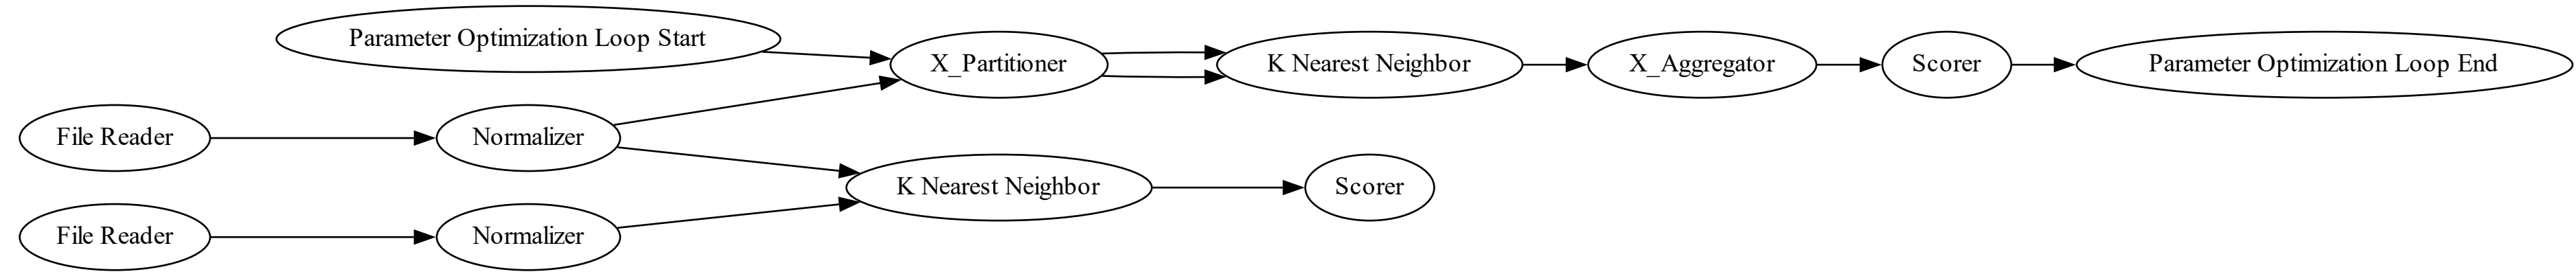 Parameter Optimization Loop Start
X_Partitioner
K Nearest Neighbor
X_Aggregator
Scorer
Parameter Optimization Loop End
File Reader
Normalizer
K Nearest Neighbor
Scorer
File Reader
Normalizer